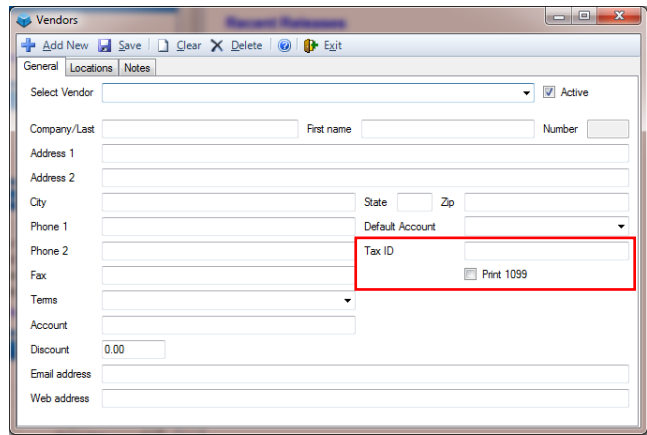 Vendors
Recent Releases
Add New Save Clear Delete Exit
General Locations Notes
Select Vendor Active
Company/Last First name Number
Address 1
Address 2
City State Zip
Phone 1 Default Account
Phone 2 Tax ID
Fax Print 1099
Terms
Account
Discount 0.00
Email address
Web address